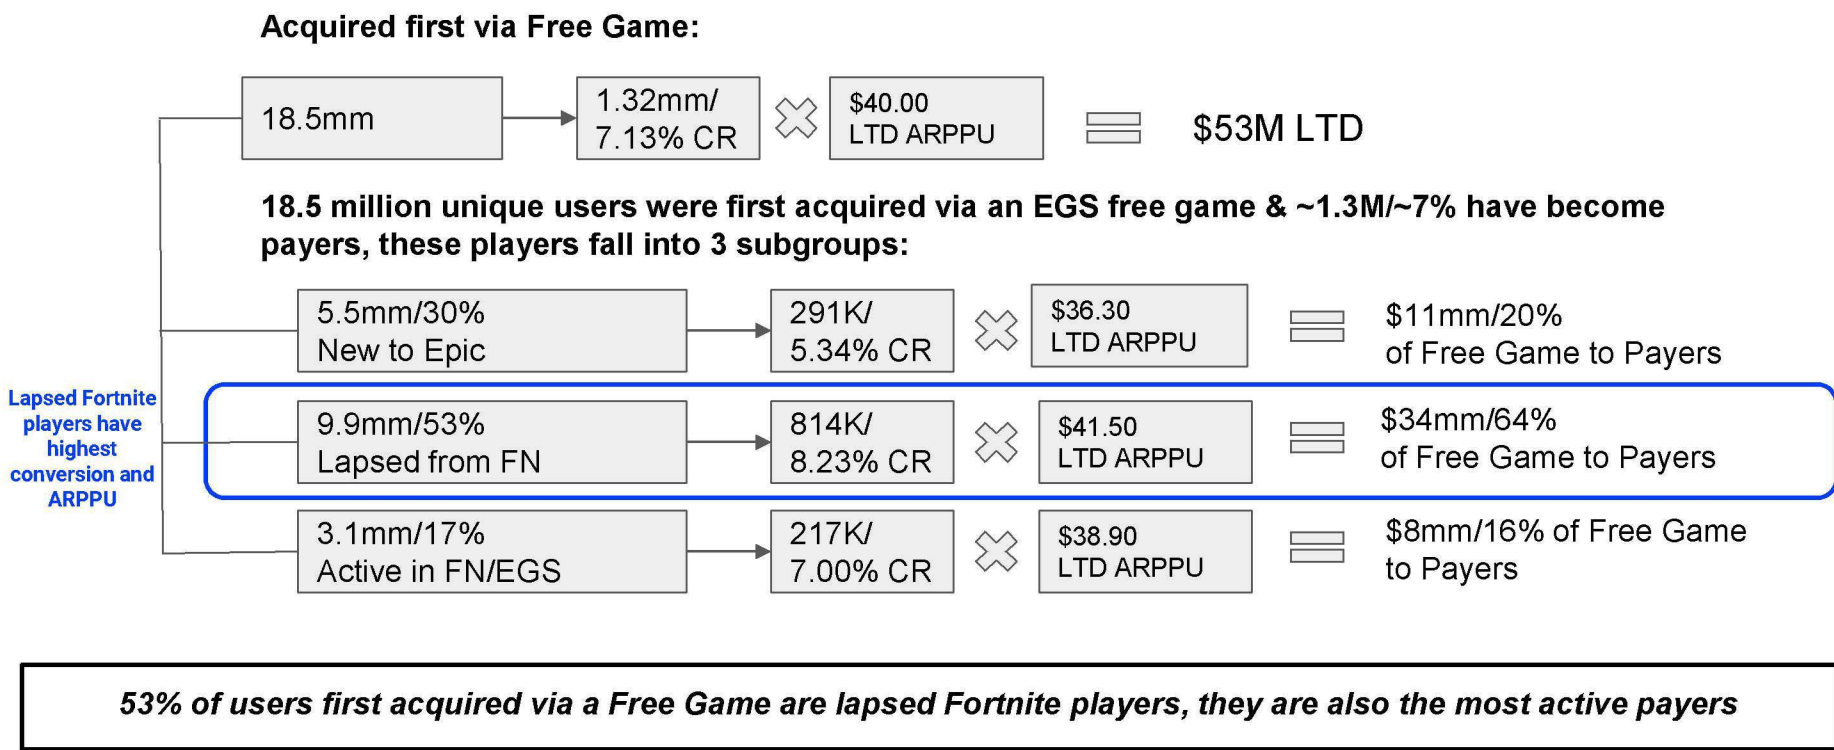 Acquired first via Free Game:
18.5mm
1.32mm/
7.13% CR
$40.00
LTD ARPPU
$53M LTD
18.5 million unique users were first acquired via an EGS free game & ~1.3M/~7% have become
payers, these players fall into 3 subgroups:
5.5mm/30%
New to Epic
291K/
5.34% CR
$36.30
LTD ARPPU
$11mm/20%
of Free Game to Payers
Lapsed Fortnite
players have
highest
conversion and
ARPPU
9.9mm/53%
Lapsed from FN
814K/
8.23% CR
$41.50
LTD ARPPU
$34mm/64%
of Free Game to Payers
3.1mm/17%
Active in FN/EGS
217K/
7.00% CR
$38.90
LTD ARPPU
$8mm/16% of Free Game
to Payers
53% of users first acquired via a Free Game are lapsed Fortnite players, they are also the most active payers